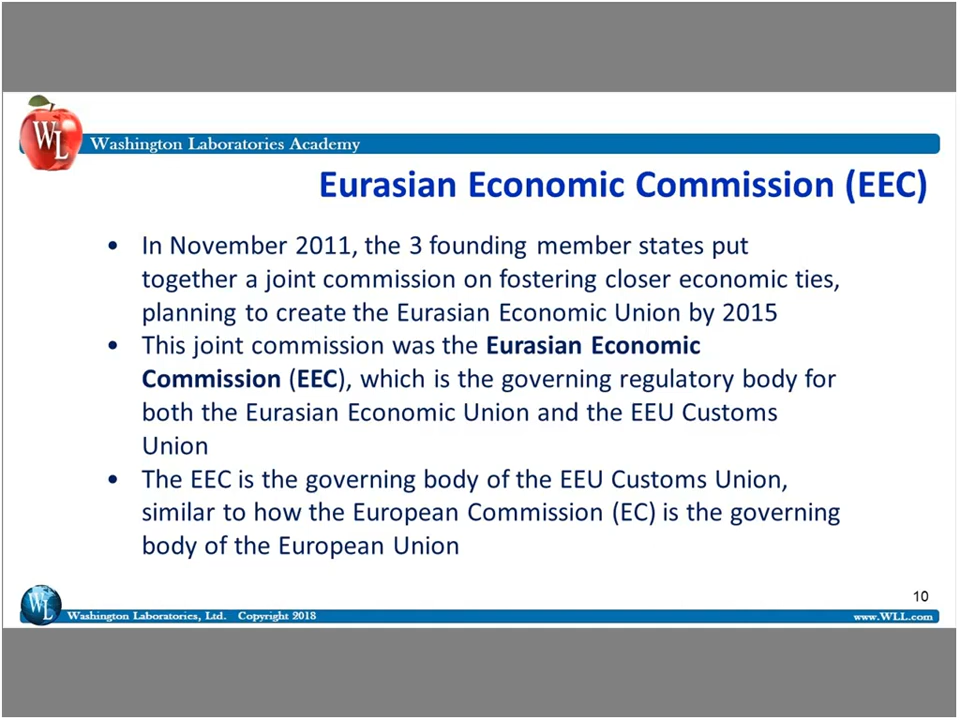 WL
Washington Laboratories Academy
Eurasian Economic Commission (EEC)
• In November 2011, the 3 founding member states put
together a joint commission on fostering closer economic ties,
planning to create the Eurasian Economic Union by 2015
• This joint commission was the Eurasian Economic
Commission (EEC), which is the governing regulatory body for
both the Eurasian Economic Union and the EEU Customs
Union
• The EEC is the governing body of the EEU Customs Union,
similar to how the European Commission (EC) is the governing
body of the European Union
10
WL
Washington Laboratories, Ltd. Copyright 2018
www.WLL.com